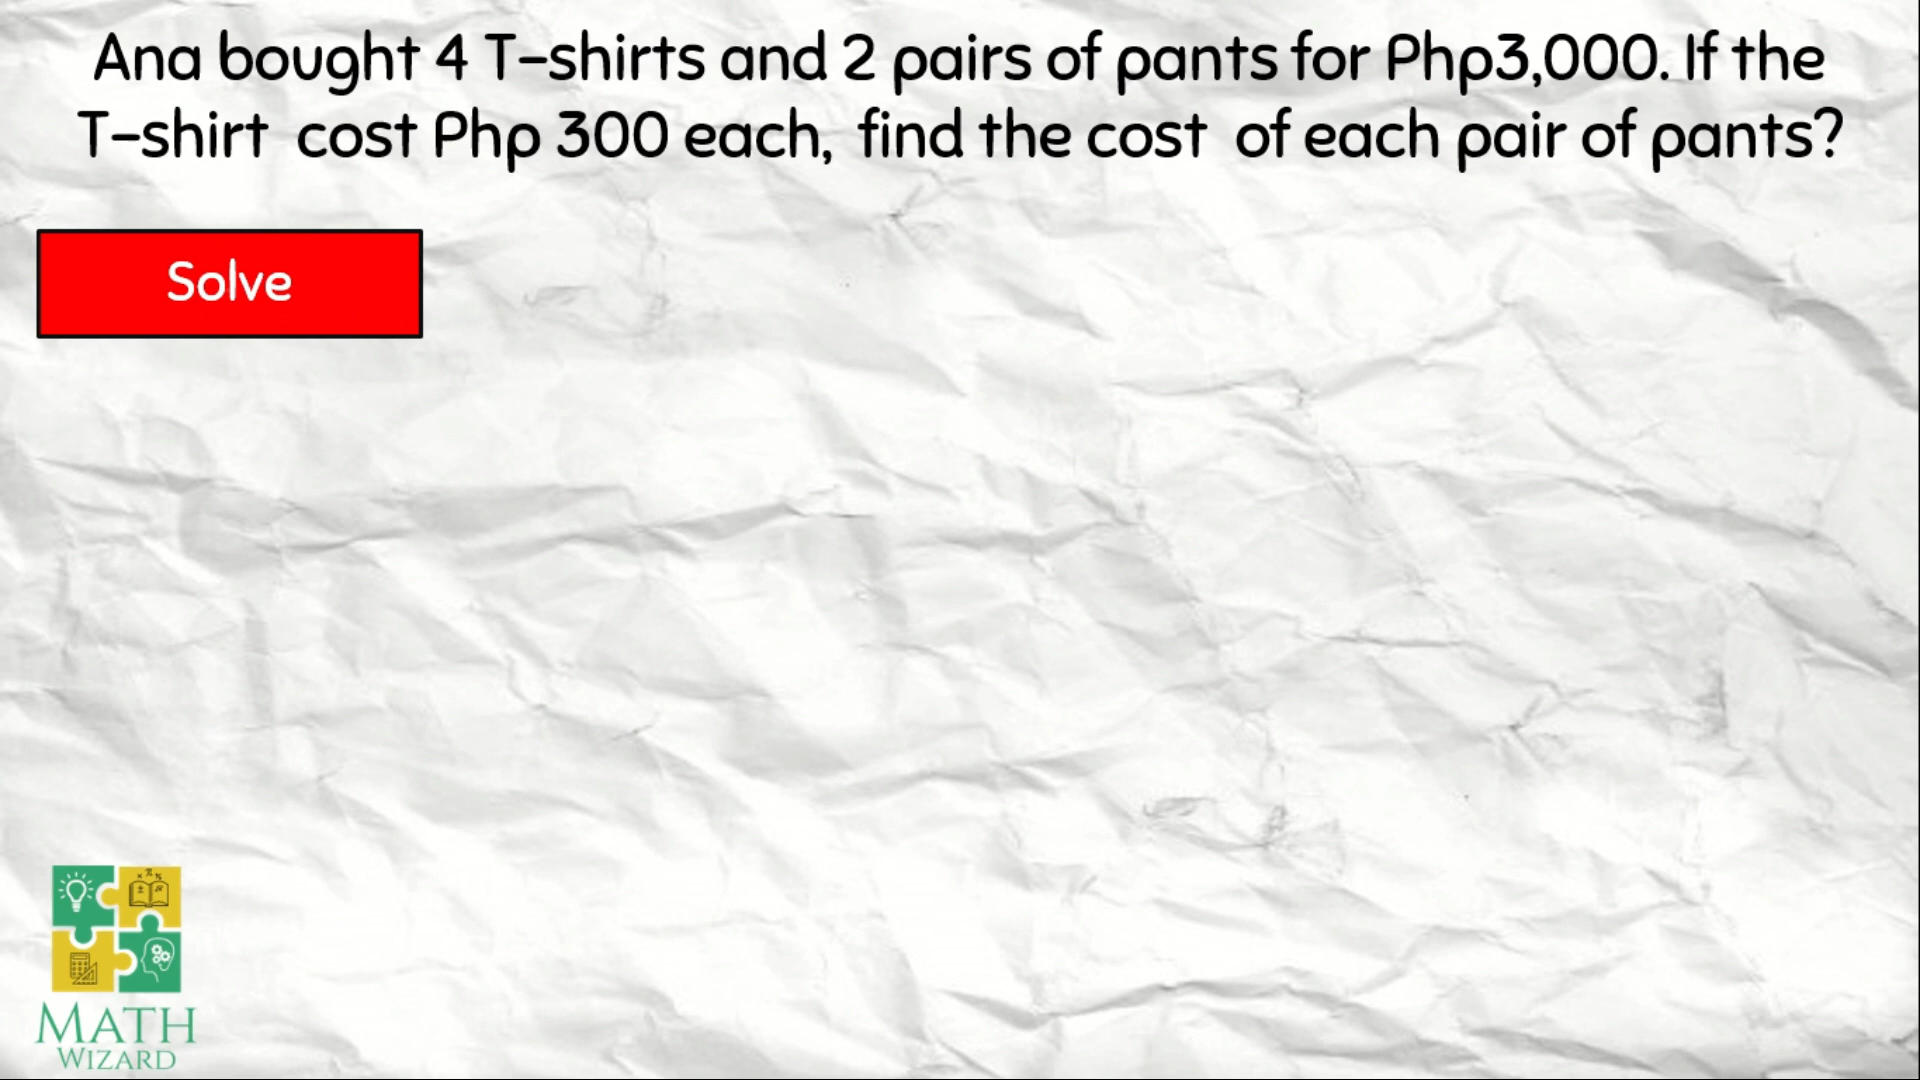 Ana bought 4 T-shirts and 2 pairs of pants for Php3,000. If the
T-shirt cost Php 300 each, find the cost of each pair of pants?
Solve
MATH
WIZARD